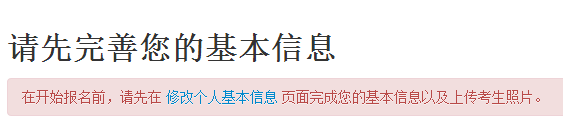 请先完善您的基本信息
在开始报名前，请先在 修改个人基本信息 页面完成您的基本信息以及上传考生照片。